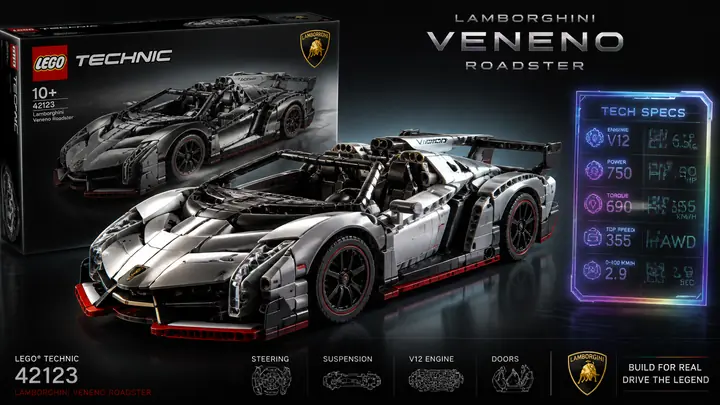 LAMBORGHINI
VENENO
ROADSTER
LEGO TECHNIC
10+
42123
Lamborghini
Veneno Roadster
TECH SPECS
ENGINE
V12
POWER
750
TORQUE
690
TOP SPEED
355
AWD
0-100 KM/H
2.9
SEC
LEGO® TECHNIC
42123
LAMBORGHINI VENENO ROADSTER
STEERING
SUSPENSION
V12 ENGINE
DOORS
LAMBORGINI
BUILD FOR REAL
DRIVE THE LEGEND